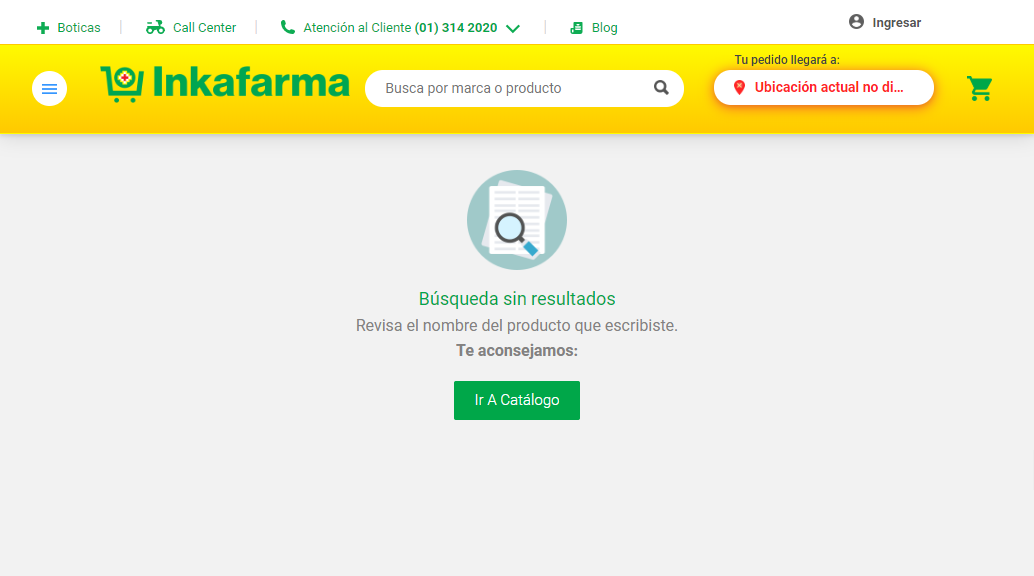 Boticas
Call Center
Atención al Cliente (01) 314 2020
Blog
Ingresar
Inkafarma
Busca por marca o producto
Tu pedido llegará a:
Ubicación actual no di...
Búsqueda sin resultados
Revisa el nombre del producto que escribiste.
Te aconsejamos:
Ir A Catálogo